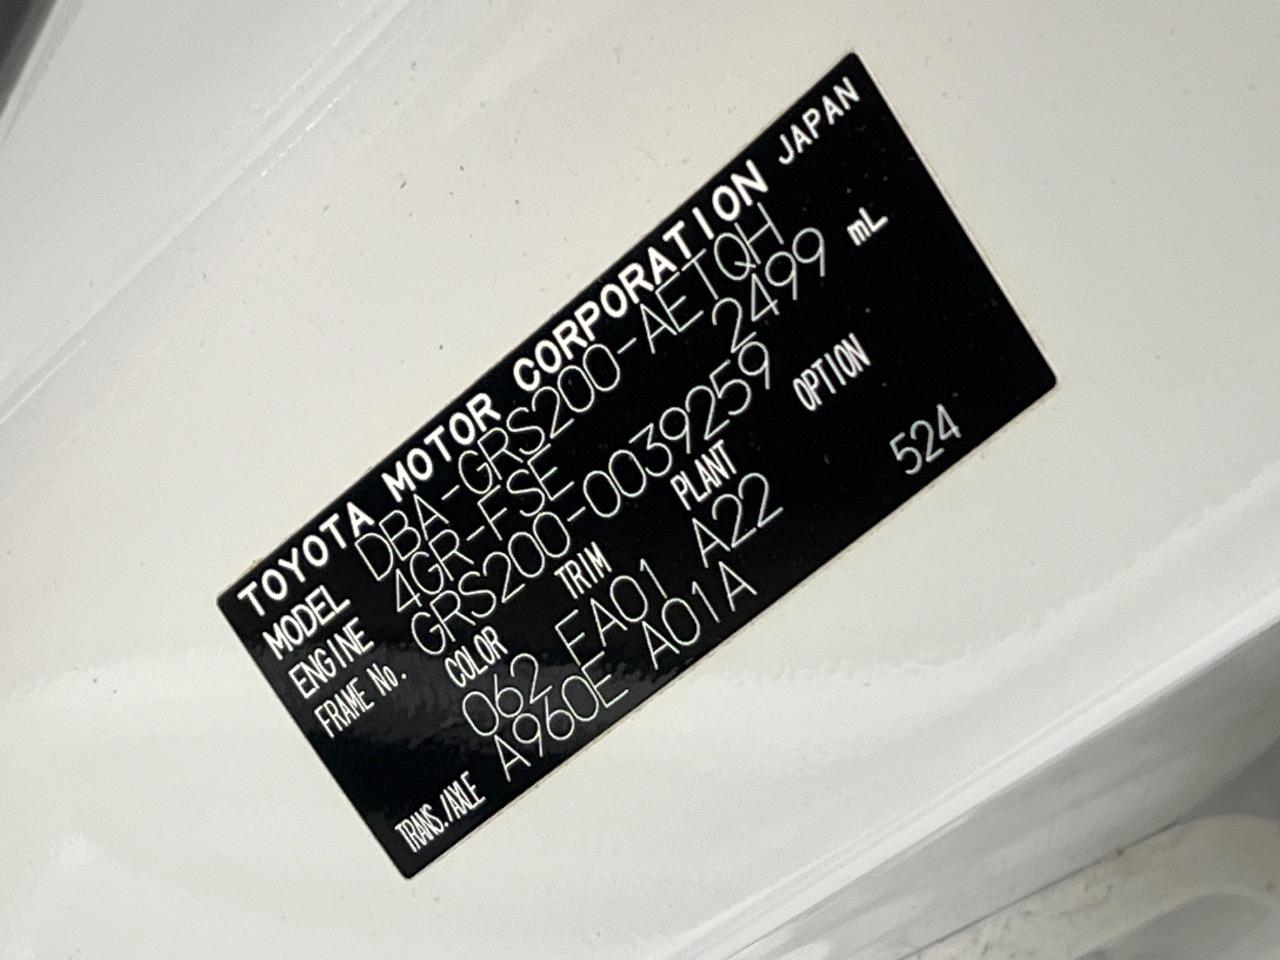 TOYOTA MOTOR CORPORATION JAPAN
MODEL DBA-GRS200-AETQH
ENGINE 4GR-FSE 2499 mL
FRAME No. GRS200-0039259
COLOR TRIM PLANT OPTION
062 FA01 A22 524
TRANS./AXLE A960E A01A